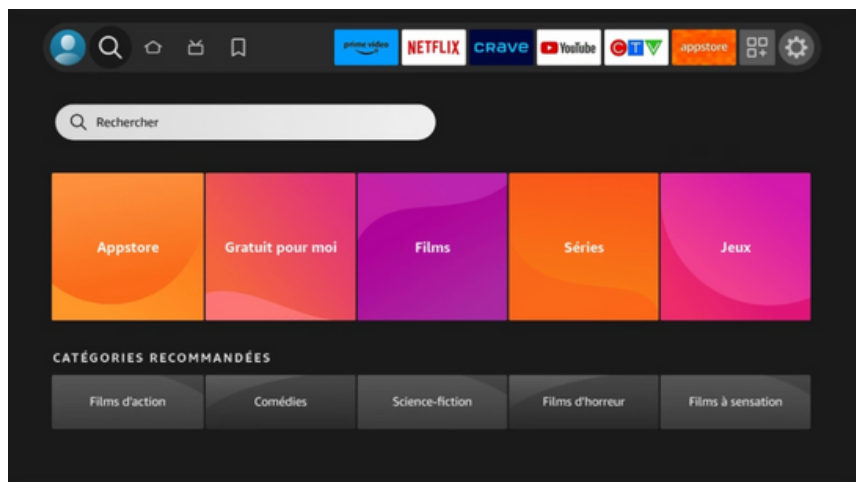 prime video NETFLIX crave YouTube CTV appstore
Rechercher
Appstore Gratuit pour moi Films Séries Jeux
CATÉGORIES RECOMMANDÉES
Films d'action Comédies Science-fiction Films d'horreur Films à sensation